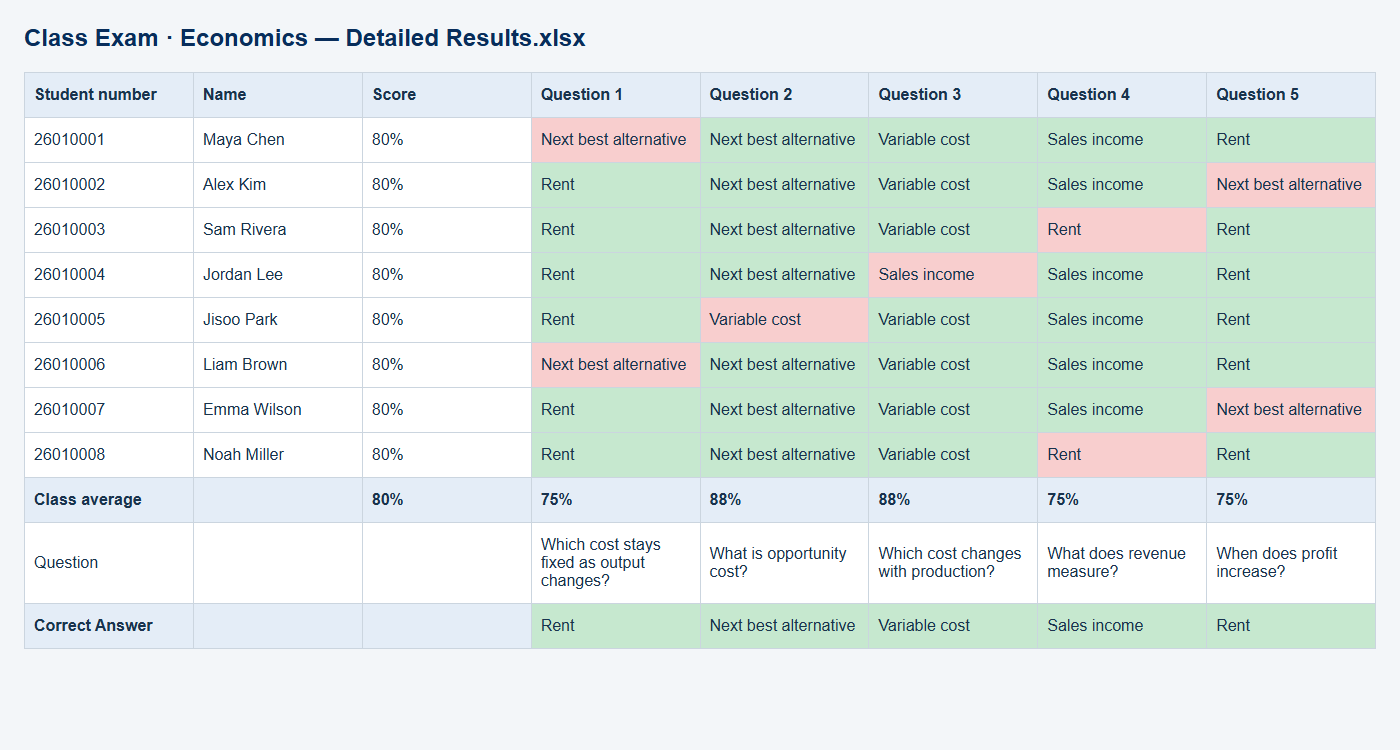 Class Exam · Economics — Detailed Results.xlsx
Student number Name Score Question 1 Question 2 Question 3 Question 4 Question 5
26010001 Maya Chen 80% Next best alternative Next best alternative Variable cost Sales income Rent
26010002 Alex Kim 80% Rent Next best alternative Variable cost Sales income Next best alternative
26010003 Sam Rivera 80% Rent Next best alternative Variable cost Rent Rent
26010004 Jordan Lee 80% Rent Next best alternative Sales income Sales income Rent
26010005 Jisoo Park 80% Rent Variable cost Variable cost Sales income Rent
26010006 Liam Brown 80% Next best alternative Next best alternative Variable cost Sales income Rent
26010007 Emma Wilson 80% Rent Next best alternative Variable cost Sales income Next best alternative
26010008 Noah Miller 80% Rent Next best alternative Variable cost Rent Rent
Class average 80% 75% 88% 88% 75% 75%
Question
Which cost stays
fixed as output
changes?
What is opportunity
cost?
Which cost changes
with production?
What does revenue
measure?
When does profit
increase?
Correct Answer Rent Next best alternative Variable cost Sales income Rent